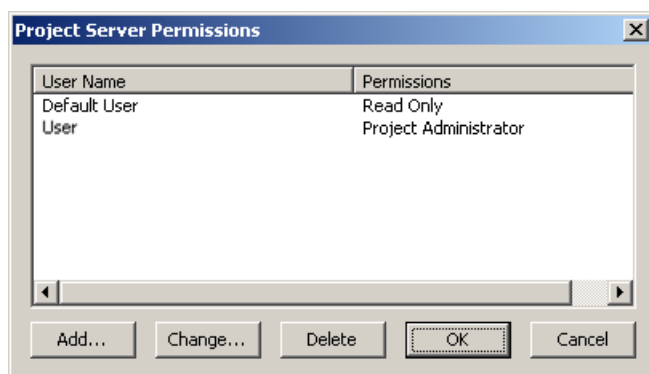 Project Server Permissions
User Name Permissions
Default User Read Only
User Project Administrator
Add... Change... Delete OK Cancel